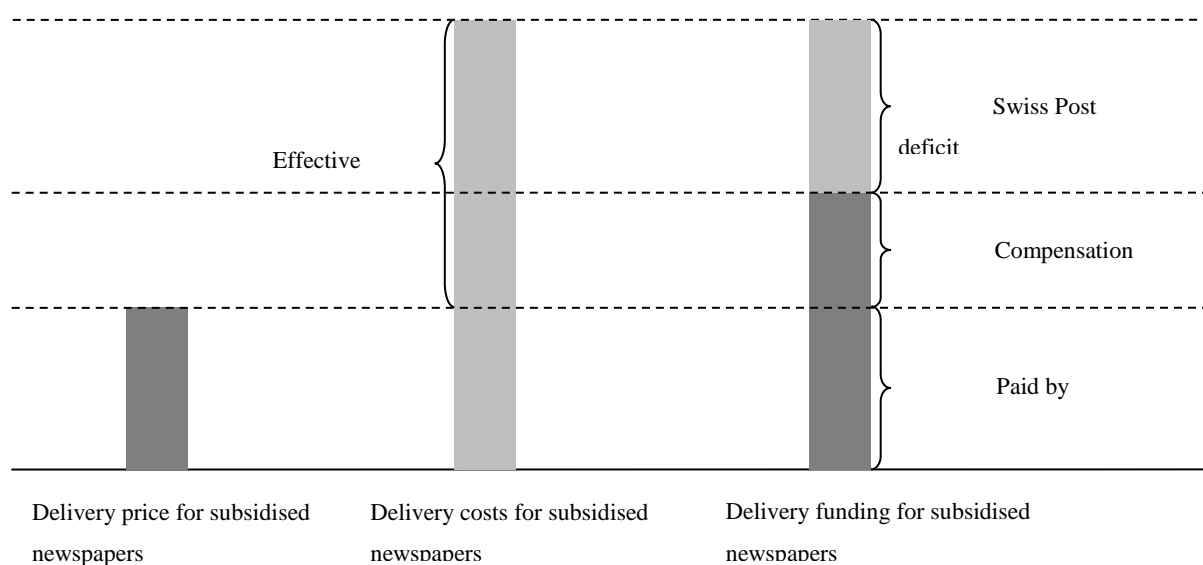 Swiss Post
deficit
Effective
Compensation
Paid by
Delivery price for subsidised
newspapers
Delivery costs for subsidised
newspapers
Delivery funding for subsidised
newspapers